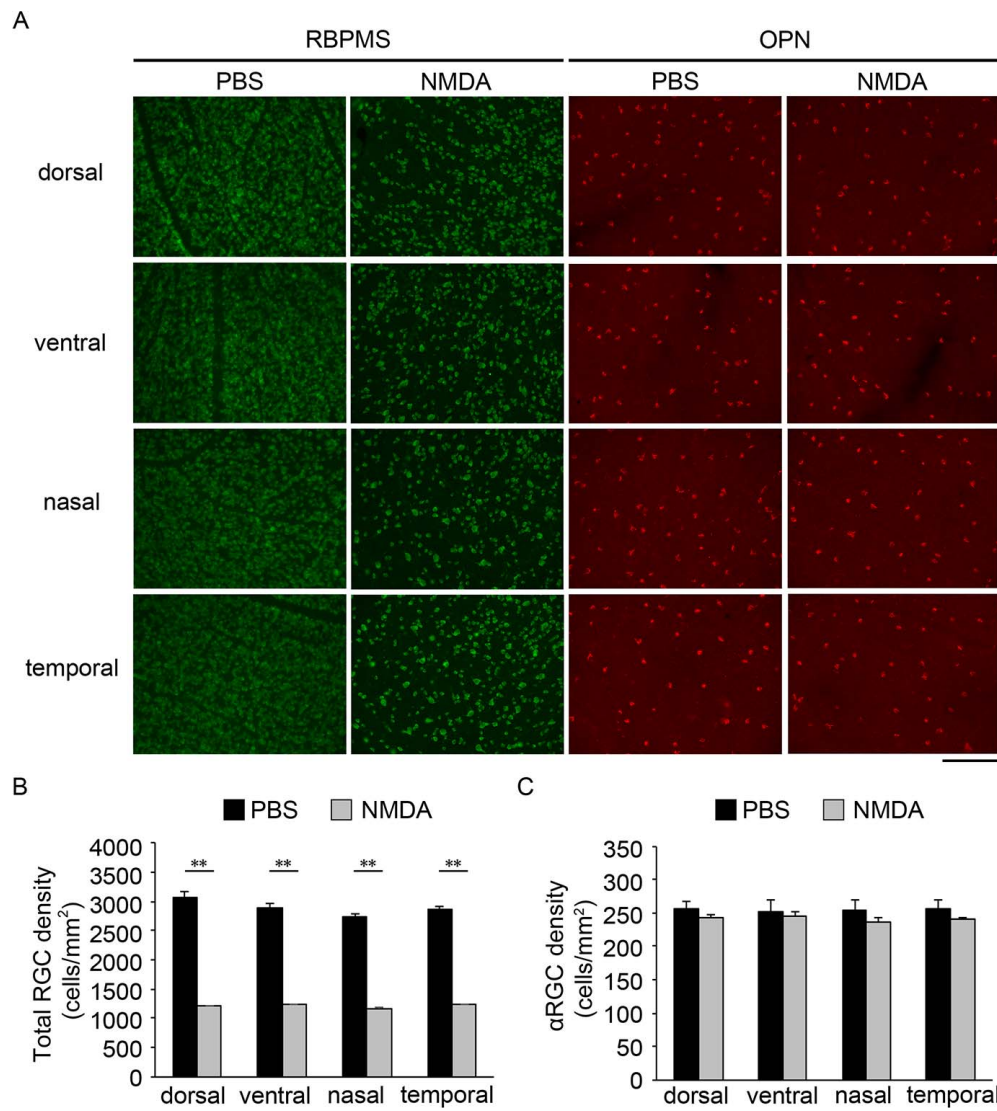 A
RBPMS OPN
PBS NMDA PBS NMDA
dorsal
ventral
nasal
temporal
B
PBS NMDA
Total RGC density
(cells/mm²)
4000
3500
3000
2500
2000
1500
1000
500
0
** ** ** **
dorsal ventral nasal temporal
C
PBS NMDA
αRGC density
(cells/mm²)
350
300
250
200
150
100
50
0
dorsal ventral nasal temporal